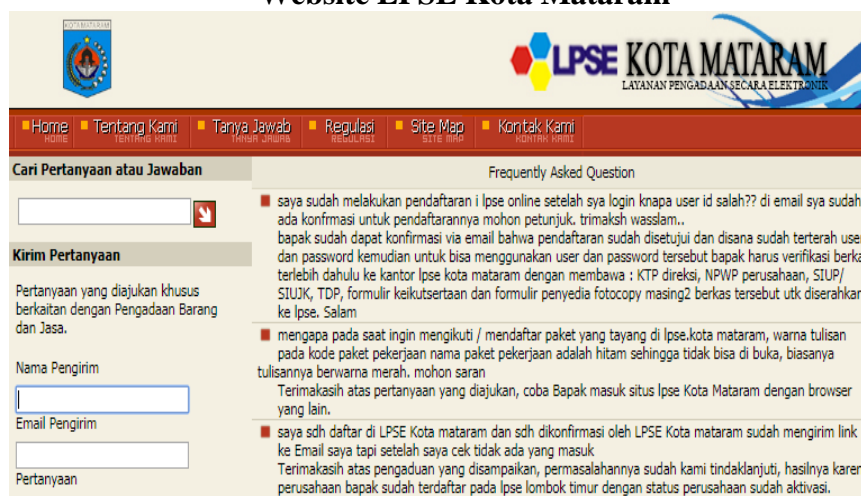 Website LPSE Kota Mataram
KOTA MATARAM
LPSE KOTA MATARAM
LAYANAN PENGADAAN SECARA ELEKTRONIK
Home Tentang Kami Tanya Jawab Regulasi Site Map Kontak Kami
HOME TENTANG KAMI TANYA JAWAB REGULASI SITE MAP KONTAK KAMI
Cari Pertanyaan atau Jawaban
Kirim Pertanyaan
Pertanyaan yang diajukan khusus
berkaitan dengan Pengadaan Barang
dan Jasa.
Nama Pengirim
Email Pengirim
Pertanyaan
Frequently Asked Question
saya sudah melakukan pendaftaran i lpse online setelah sya login knapa user id salah?? di email sya sudah
ada konfrmasi untuk pendaftarannya mohon petunjuk. trimaksh wasslam..
bapak sudah dapat konfirmasi via email bahwa pendaftaran sudah disetujui dan disana sudah terterah user
dan password kemudian untuk bisa menggunakan user dan password tersebut bapak harus verifikasi berka
terlebih dahulu ke kantor lpse kota mataram dengan membawa : KTP direksi, NPWP perusahaan, SIUP/
SIUJK, TDP, formulir keikutsertaan dan formulir penyedia fotocopy masing2 berkas tersebut utk diserahkan
ke lpse. Salam
mengapa pada saat ingin mengikuti / mendaftar paket yang tayang di lpse.kota mataram, warna tulisan
pada kode paket pekerjaan nama paket pekerjaan adalah hitam sehingga tidak bisa di buka, biasanya
tulisannya berwarna merah. mohon saran
Terimakasih atas pertanyaan yang diajukan, coba Bapak masuk situs lpse Kota Mataram dengan browser
yang lain.
saya sdh daftar di LPSE Kota mataram dan sdh dikonfirmasi oleh LPSE Kota mataram sudah mengirim link
ke Email saya tapi setelah saya cek tidak ada yang masuk
Terimakasih atas pengaduan yang disampaikan, permasalahannya sudah kami tindaklanjuti, hasilnya karen
perusahaan bapak sudah terdaftar pada lpse lombok timur dengan status perusahaan sudah aktivasi.